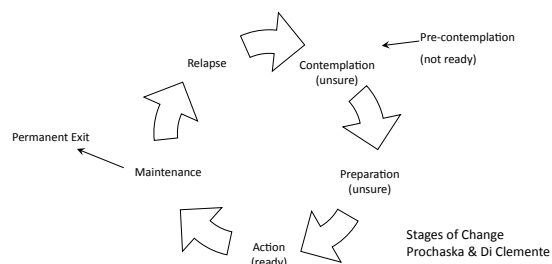 Pre-contemplation
(not ready)
Relapse
Contemplation
(unsure)
Permanent Exit
Maintenance
Preparation
(unsure)
Action
(ready)
Stages of Change
Prochaska & Di Clemente